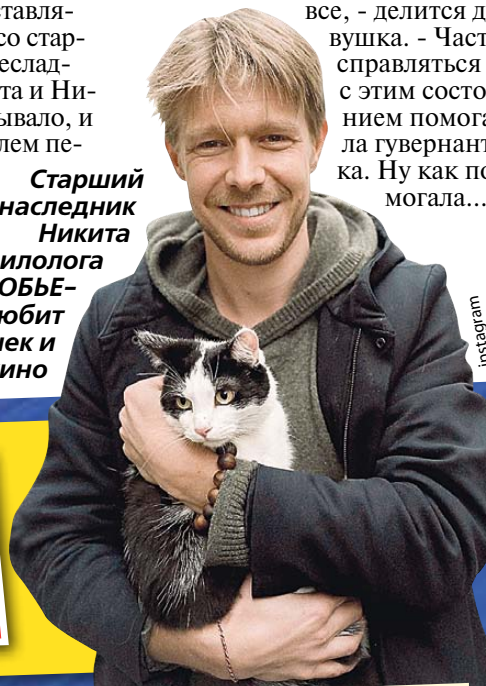 ставля-
со стар-
еслад-
та и Ни-
ывало, и
лем пе-
Старший
наследник
Никита
илолога
ОБЬЕ-
юбит
ек и
ино
все, - делится д
вушка. - Част
справляться
с этим состо
нием помога
ла гувернант
ка. Ну как по
могала...
instagram